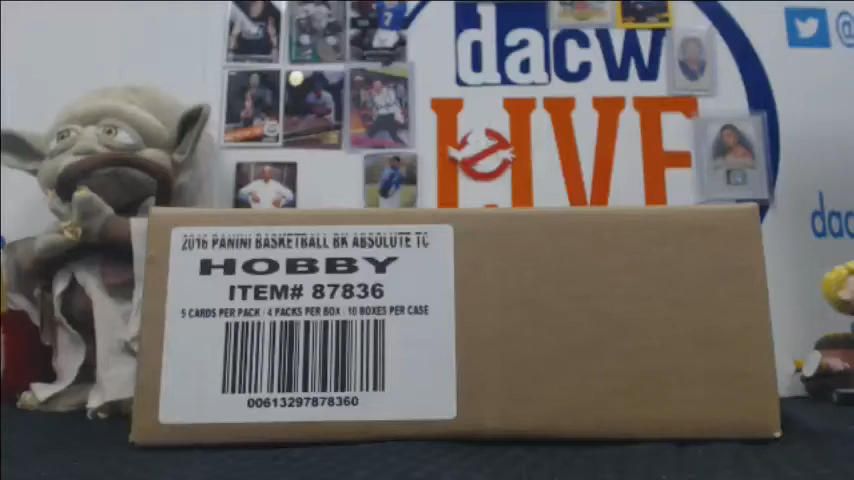 dacw
LIVE
@
dac
2016 PANINI BASKETBALL BK ABSOLUTE TC
HOBBY
ITEM# 87836
5 CARDS PER PACK / 4 PACKS PER BOX / 10 BOXES PER CASE
00613297878360